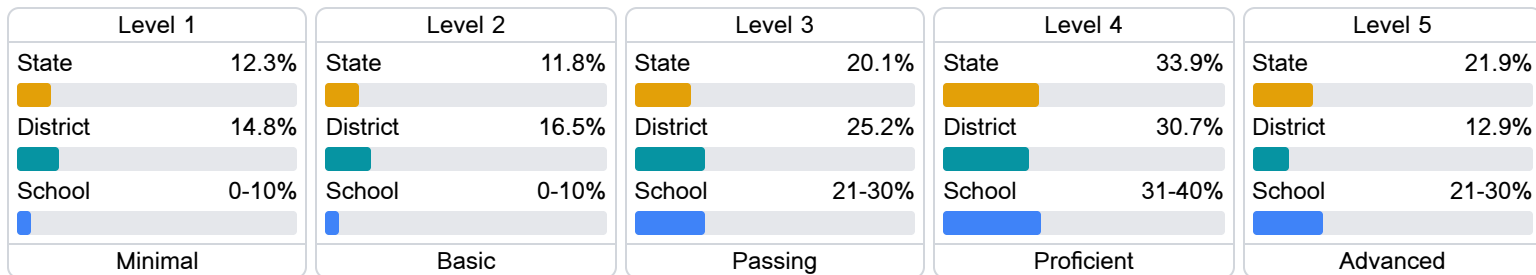 Level 1
State 12.3%
District 14.8%
School 0-10%
Minimal
Level 2
State 11.8%
District 16.5%
School 0-10%
Basic
Level 3
State 20.1%
District 25.2%
School 21-30%
Passing
Level 4
State 33.9%
District 30.7%
School 31-40%
Proficient
Level 5
State 21.9%
District 12.9%
School 21-30%
Advanced